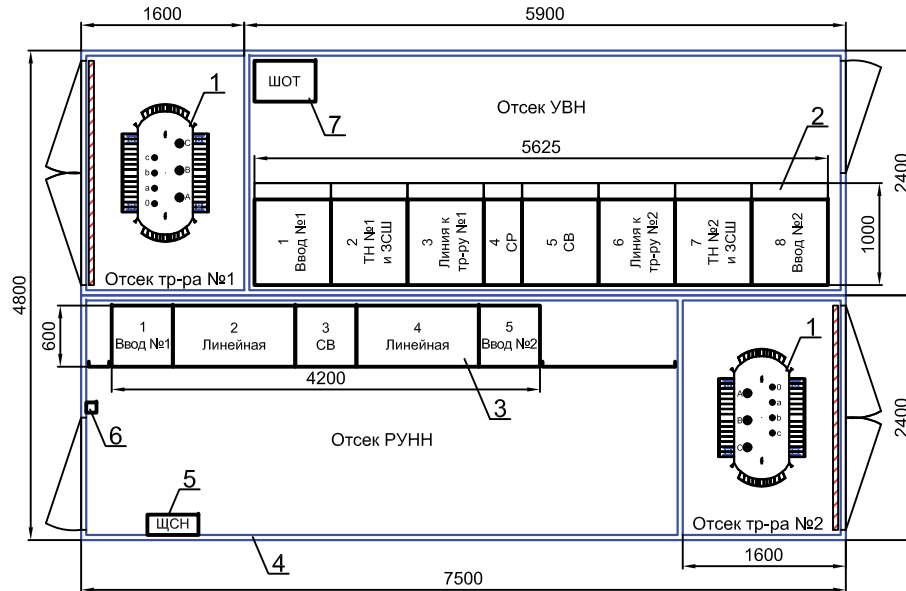 1600
5900
1
ШОТ
7
Отсек УВН
2
5625
C
B
A
c
b
a
0
1
Ввод №1
2
ТН №1
и ЗСШ
3
Линия к
тр-ру №1
4
СР
5
СВ
6
Линия к
тр-ру №2
7
ТН №2
и ЗСШ
8
Ввод №2
1000
2400
Отсек тр-ра №1
4800
600
1
Ввод №1
2
Линейная
3
СВ
4
Линейная
5
Ввод №2
4200
3
1
A
B
C
0
a
b
c
2400
6
Отсек РУНН
5
ЩСН
4
Отсек тр-ра №2
1600
7500